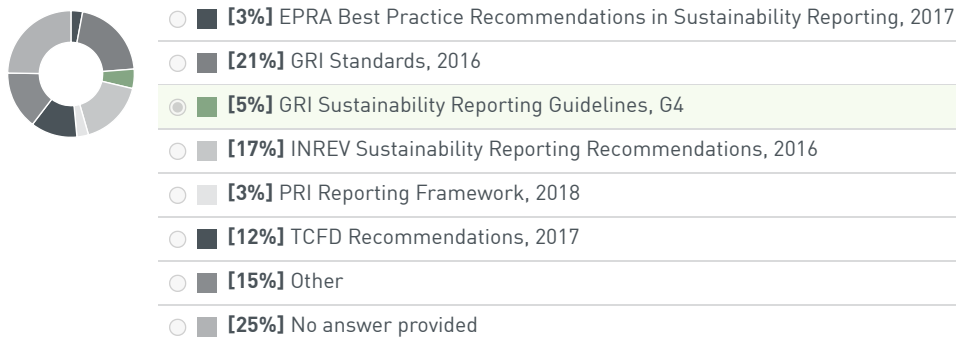 [3%] EPRA Best Practice Recommendations in Sustainability Reporting, 2017
[21%] GRI Standards, 2016
[5%] GRI Sustainability Reporting Guidelines, G4
[17%] INREV Sustainability Reporting Recommendations, 2016
[3%] PRI Reporting Framework, 2018
[12%] TCFD Recommendations, 2017
[15%] Other
[25%] No answer provided